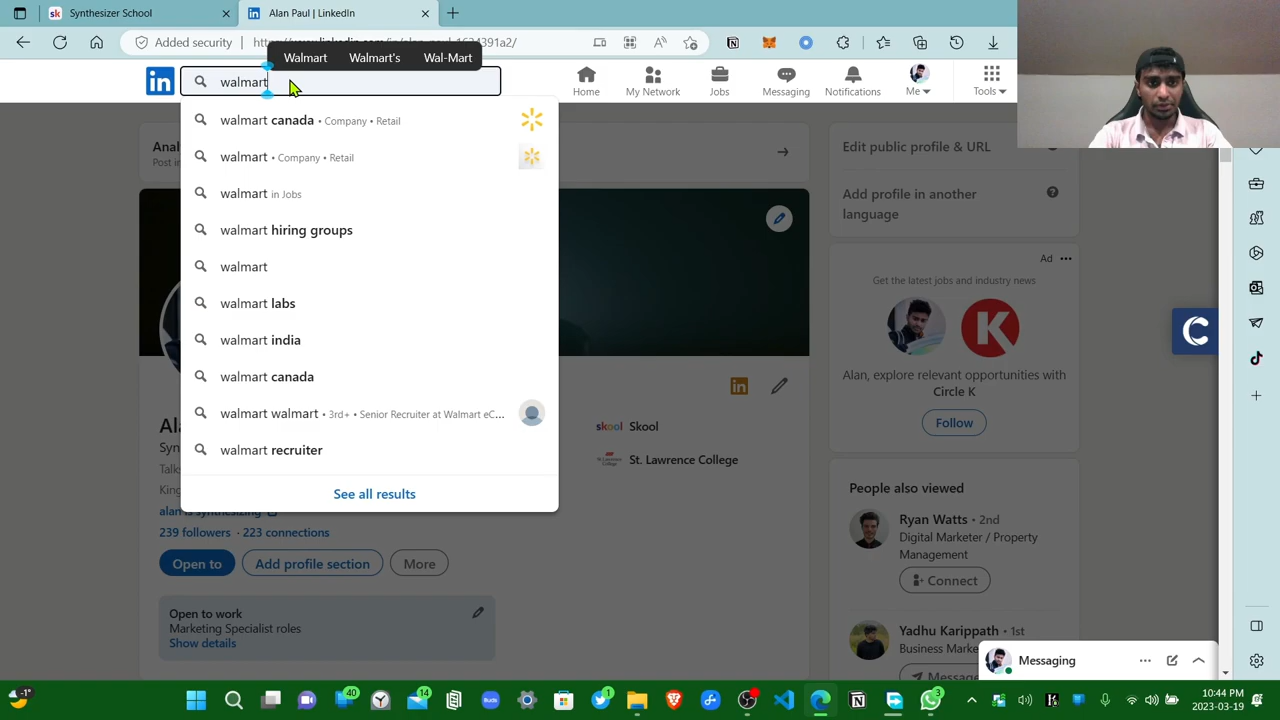 Synthesizer School
Alan Paul | LinkedIn
Added security
Walmart Walmart's Wal-Mart
walmart
Home
My Network
Jobs
Messaging
Notifications
Me
Tools
walmart canada • Company • Retail
walmart • Company • Retail
walmart in Jobs
walmart hiring groups
walmart
walmart labs
walmart india
walmart canada
walmart walmart • 3rd+ • Senior Recruiter at Walmart eC...
walmart recruiter
See all results
Edit public profile & URL
Add profile in another
language
Ad
Get the latest jobs and industry news
Alan, explore relevant opportunities with
Circle K
Follow
skool Skool
St. Lawrence College
alan is synthesizing
239 followers · 223 connections
Open to
Add profile section
More
Open to work
Marketing Specialist roles
Show details
People also viewed
Ryan Watts • 2nd
Digital Marketer / Property
Management
Connect
Yadhu Karippath • 1st
Messaging
10:44 PM
2023-03-19